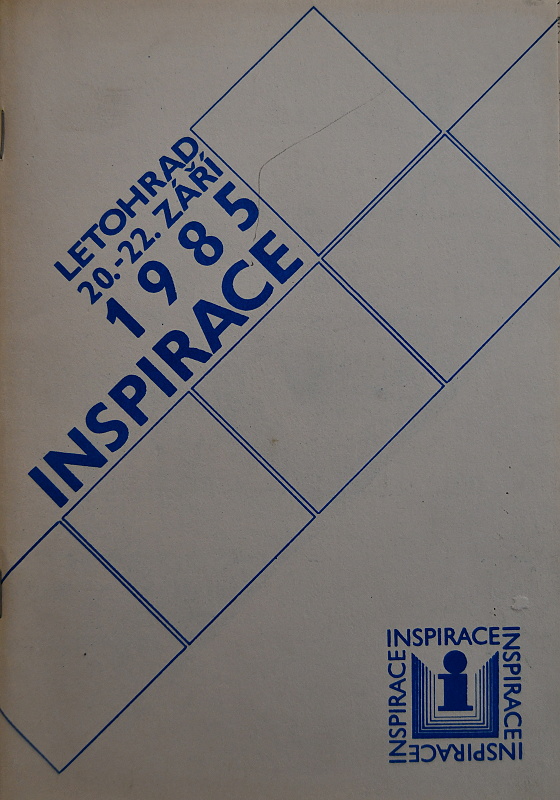 LETOHRAD
20.-22. ZÁŘÍ
1985
INSPIRACE
INSPIRACE
INSPIRACE
INSPIRACE
INSPIRACE
i